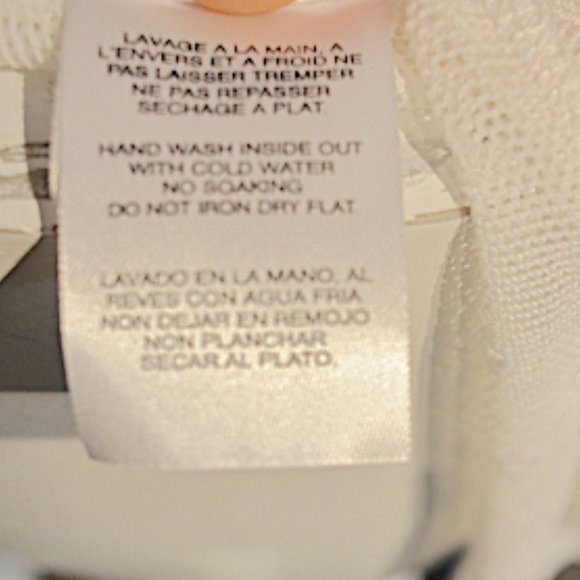 LAVAGE A LA MAIN, A
L'ENVERS ET A FROID NE
PAS LAISSER TREMPER
NE PAS REPASSER
SECHAGE A PLAT.
HAND WASH INSIDE OUT
WITH COLD WATER
NO SOAKING
DO NOT IRON DRY FLAT.
LAVADO EN LA MANO, AL
REVES CON AGUA FRIA
NON DEJAR EN REMOJO
NON PLANCHAR
SECAR AL PLATO.